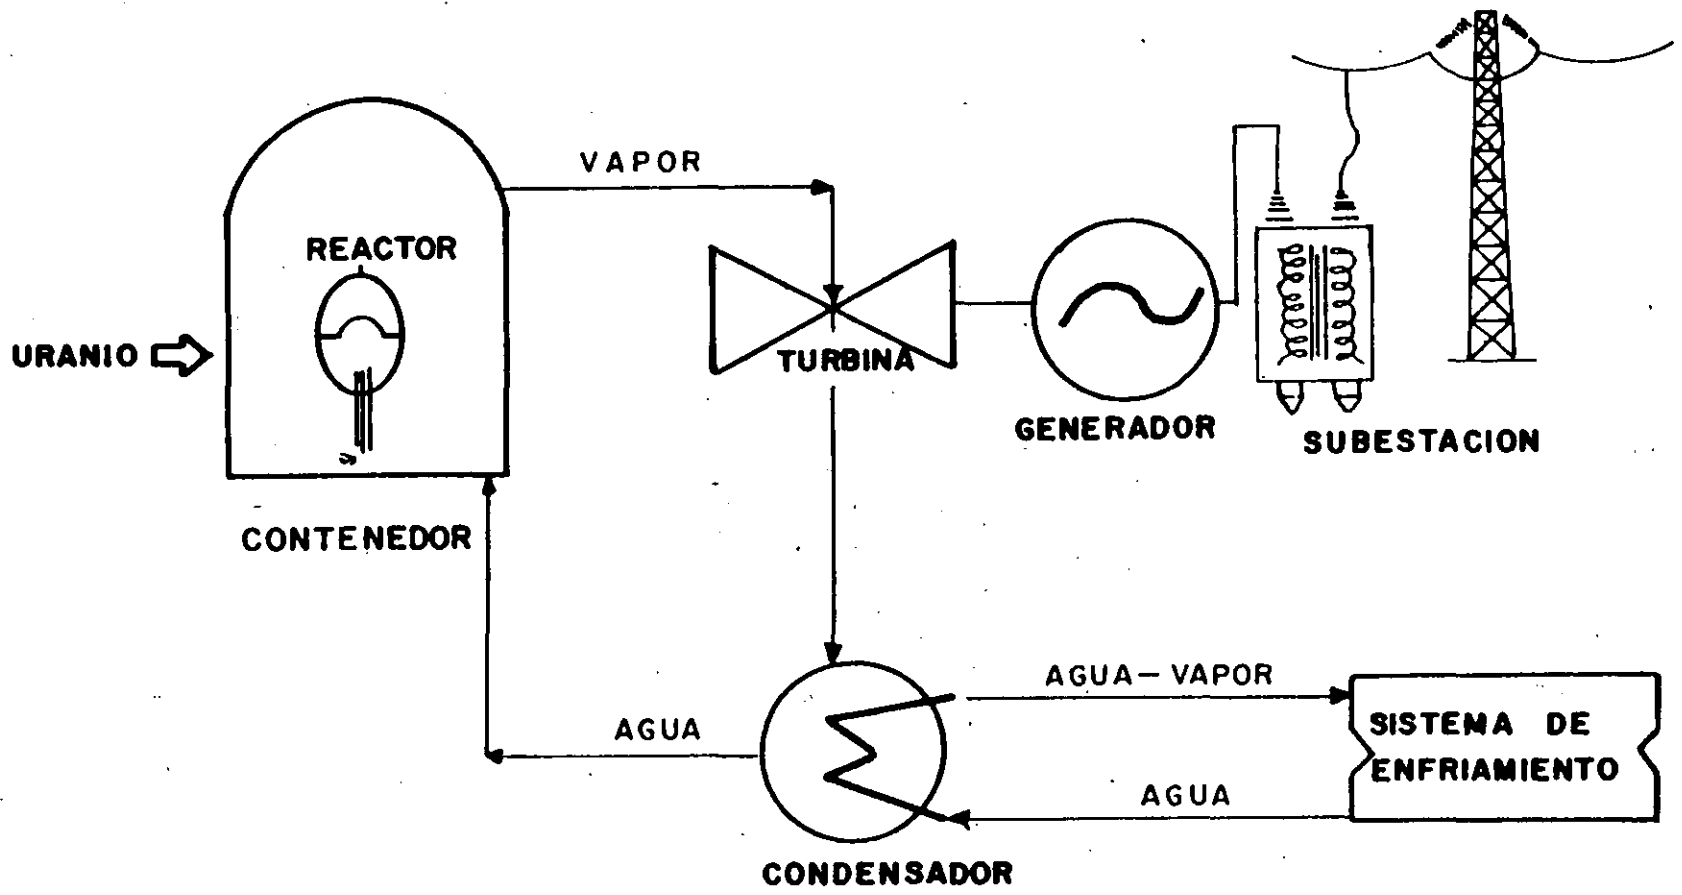 VAPOR
REACTOR
URANIO
TURBINA
GENERADOR
SUBESTACION
CONTENEDOR
AGUA-VAPOR
AGUA
SISTEMA DE
ENFRIAMIENTO
AGUA
CONDENSADOR